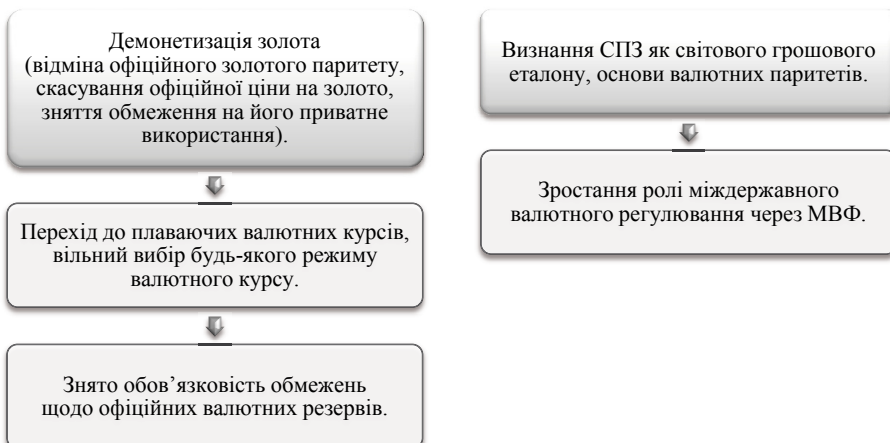 Демонетизація золота
(відміна офіційного золотого паритету,
скасування офіційної ціни на золото,
зняття обмеження на його приватне
використання).
Перехід до плаваючих валютних курсів,
вільний вибір будь-якого режиму
валютного курсу.
Знято обов’язковість обмежень
щодо офіційних валютних резервів.
Визнання СПЗ як світового грошового
еталону, основи валютних паритетів.
Зростання ролі міждержавного
валютного регулювання через МВФ.